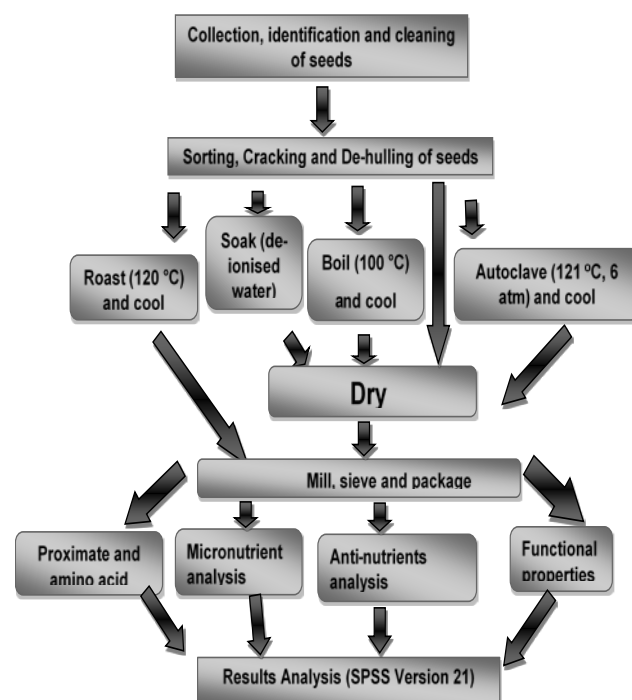 Collection, identification and cleaning
of seeds
Sorting, Cracking and De-hulling of seeds
Roast (120 °C)
and cool
Soak (de-
ionised
water)
Boil (100 °C)
and cool
Autoclave (121 °C, 6
atm) and cool
Dry
Mill, sieve and package
Proximate and
amino acid
Micronutrient
analysis
Anti-nutrients
analysis
Functional
properties
Results Analysis (SPSS Version 21)